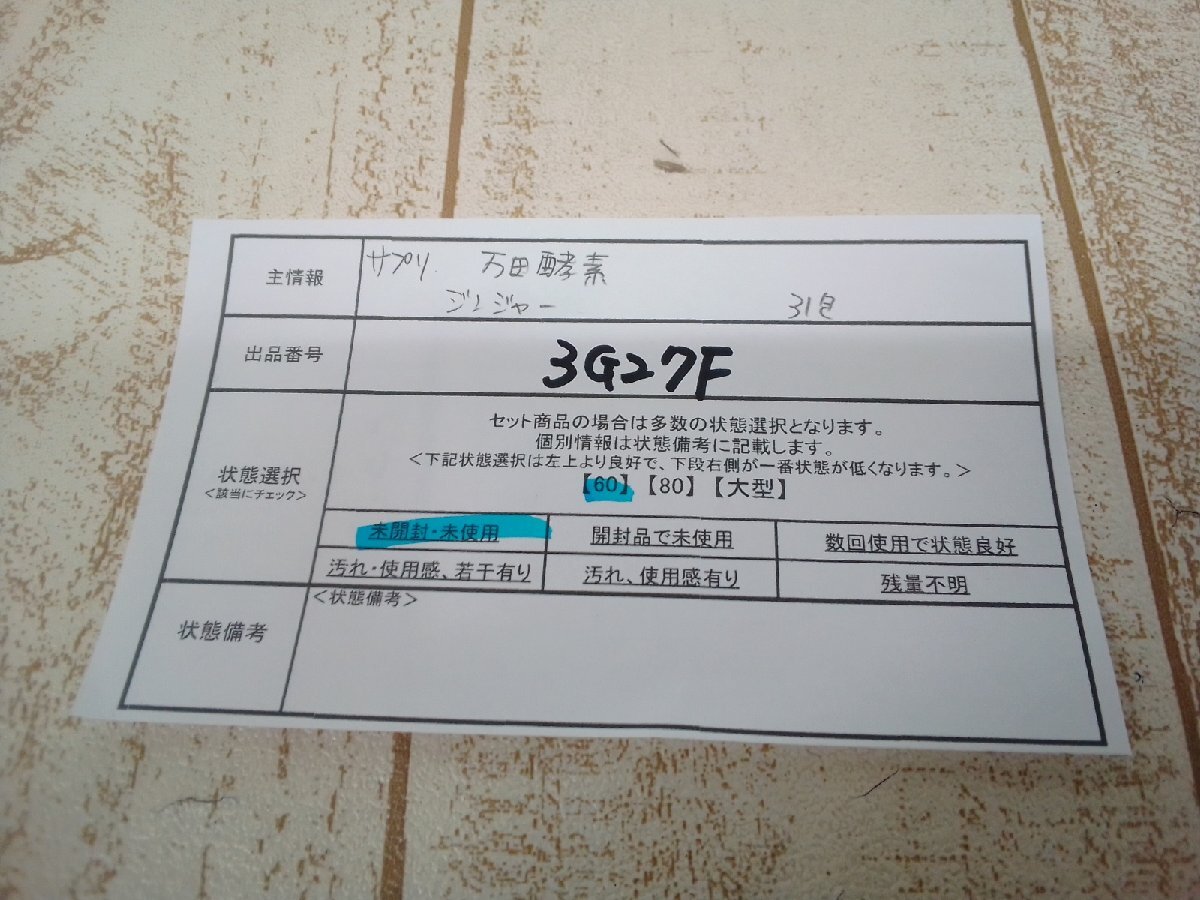 主情報
サプリ 万田酵素
ジンジャー 31包
出品番号
3G27F
状態選択
<該当にチェック>
セット商品の場合は多数の状態選択となります。
個別情報は状態備考に記載します。
<下記状態選択は左上より良好で、下段右側が一番状態が低くなります。>
【60】【80】【大型】
未開封・未使用 開封品で未使用 数回使用で状態良好
汚れ・使用感、若干有り 汚れ、使用感有り 残量不明
状態備考
<状態備考>